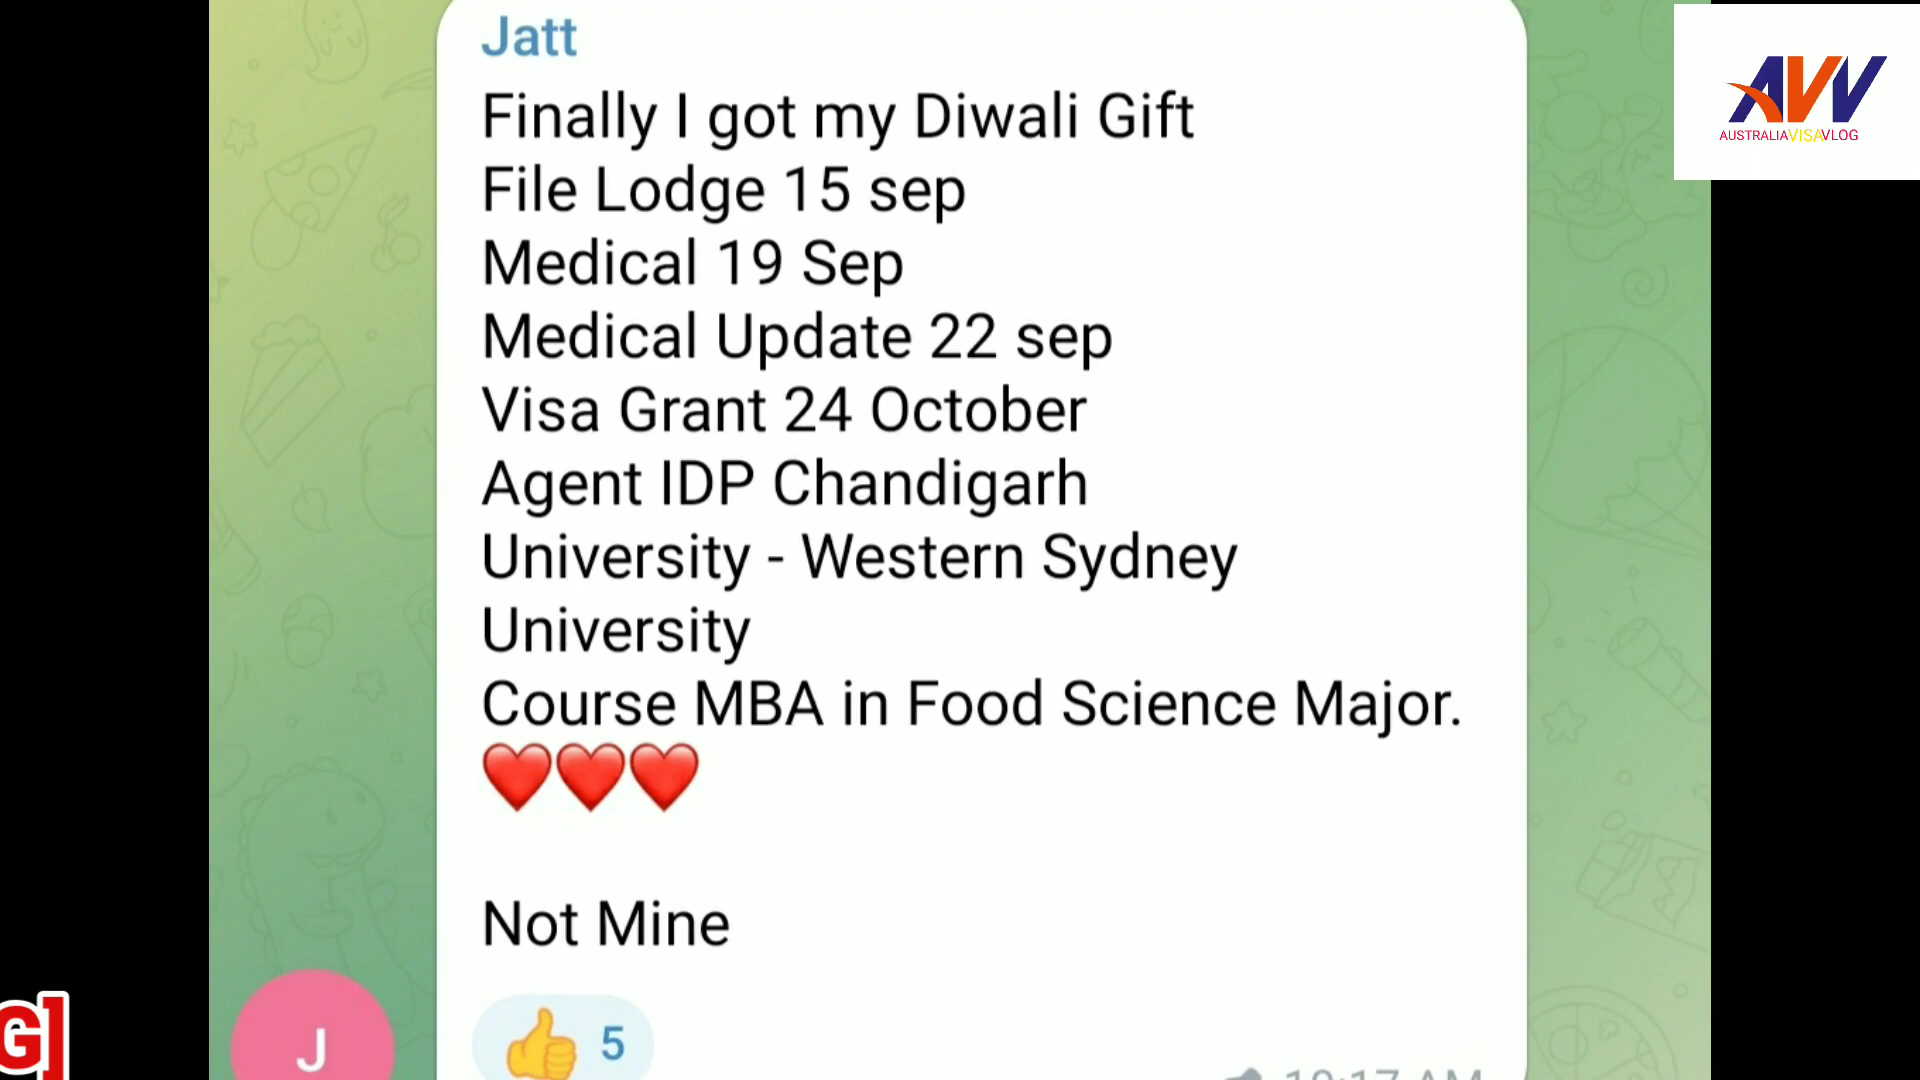 Jatt
Finally I got my Diwali Gift
File Lodge 15 sep
Medical 19 Sep
Medical Update 22 sep
Visa Grant 24 October
Agent IDP Chandigarh
University - Western Sydney
University
Course MBA in Food Science Major.
❤️❤️❤️
Not Mine
👍 5
J
G]
AVV
AUSTRALIAVISAVLOG